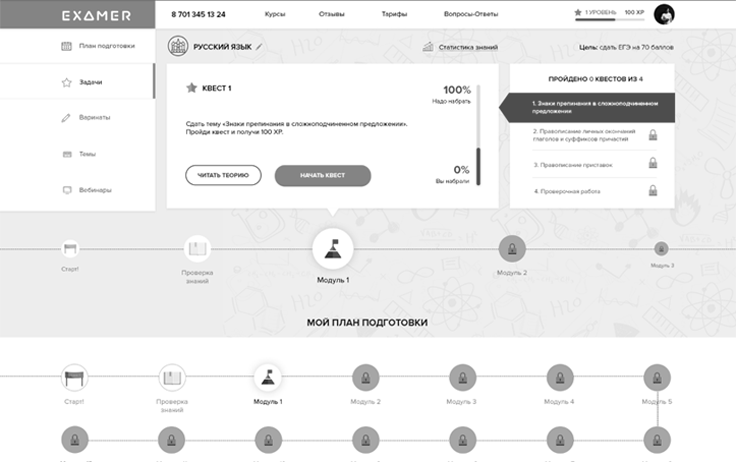 EXAMER
8 701 345 13 24
Курсы
Отзывы
Тарифы
Вопросы-Ответы
1 УРОВЕНЬ 100 XP
План подготовки
Задачи
Варинаты
Темы
Вебинары
РУССКИЙ ЯЗЫК
Статистика знаний
Цель: сдать ЕГЭ на 70 баллов
КВЕСТ 1
100%
Надо набрать
Сдать тему «Знаки препинания в сложноподчиненном предложении».
Пройди квест и получи 100 XP.
ЧИТАТЬ ТЕОРИЮ
НАЧАТЬ КВЕСТ
0%
Вы набрали
ПРОЙДЕНО 0 КВЕСТОВ ИЗ 4
1. Знаки препинания в сложноподчиненном
предложении
2. Правописание личных окончаний
глаголов и суффиксов причастий
3. Правописание приставок
4. Проверочная работа
Старт!
Проверка
знаний
Модуль 1
Модуль 2
Модуль 3
МОЙ ПЛАН ПОДГОТОВКИ
Старт!
Проверка
знаний
Модуль 1
Модуль 2
Модуль 3
Модуль 4
Модуль 5